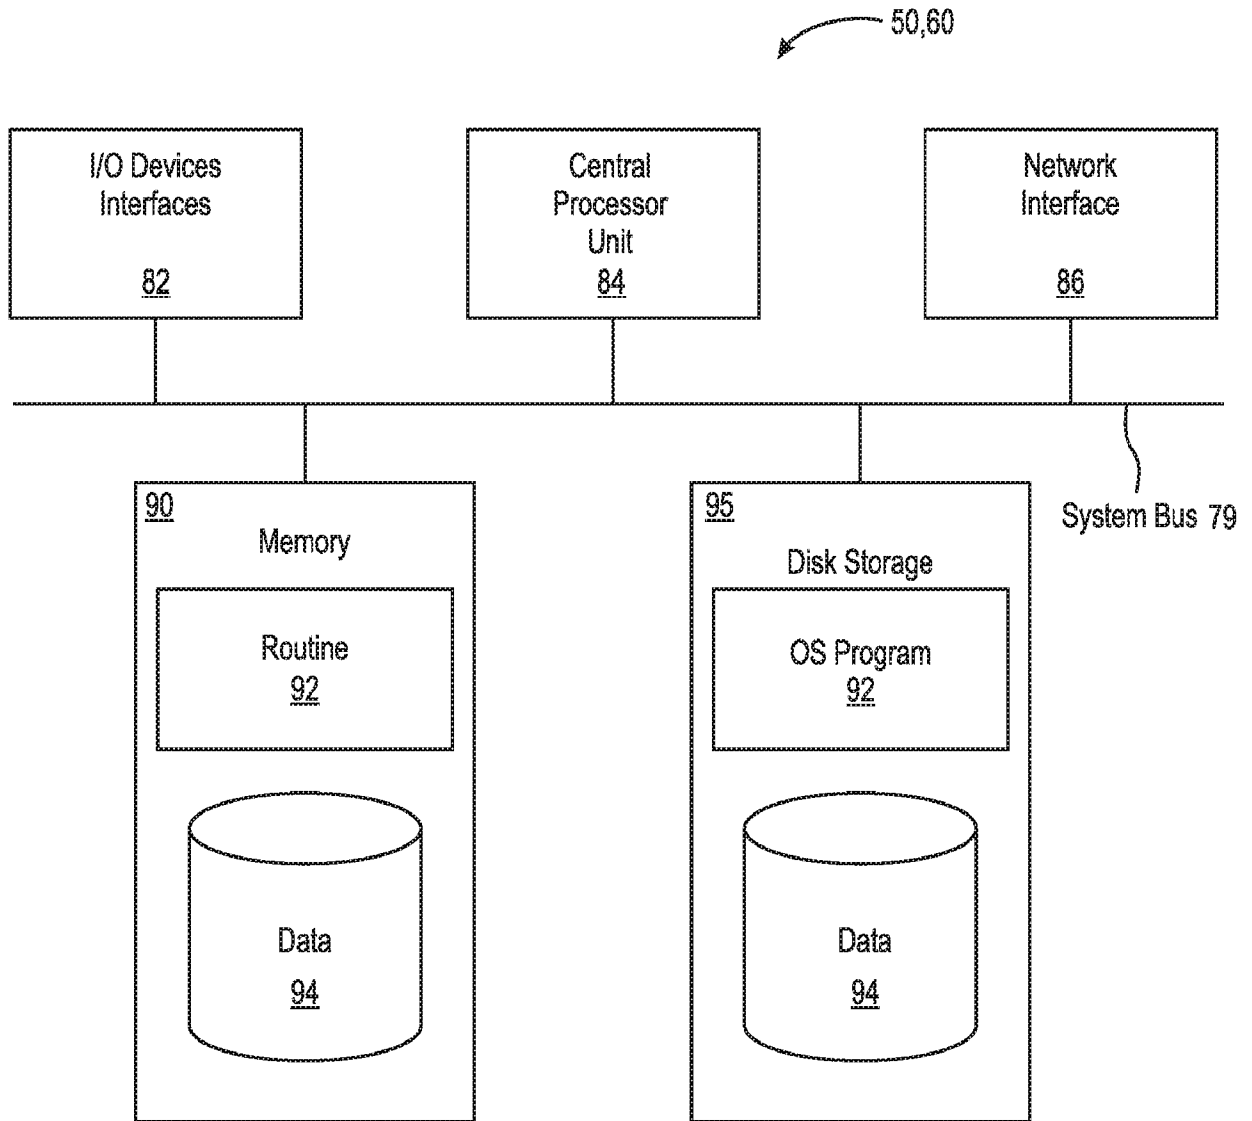 50,60
I/O Devices
Interfaces
82
Central
Processor
Unit
84
Network
Interface
86
System Bus 79
90
Memory
Routine
92
Data
94
95
Disk Storage
OS Program
92
Data
94